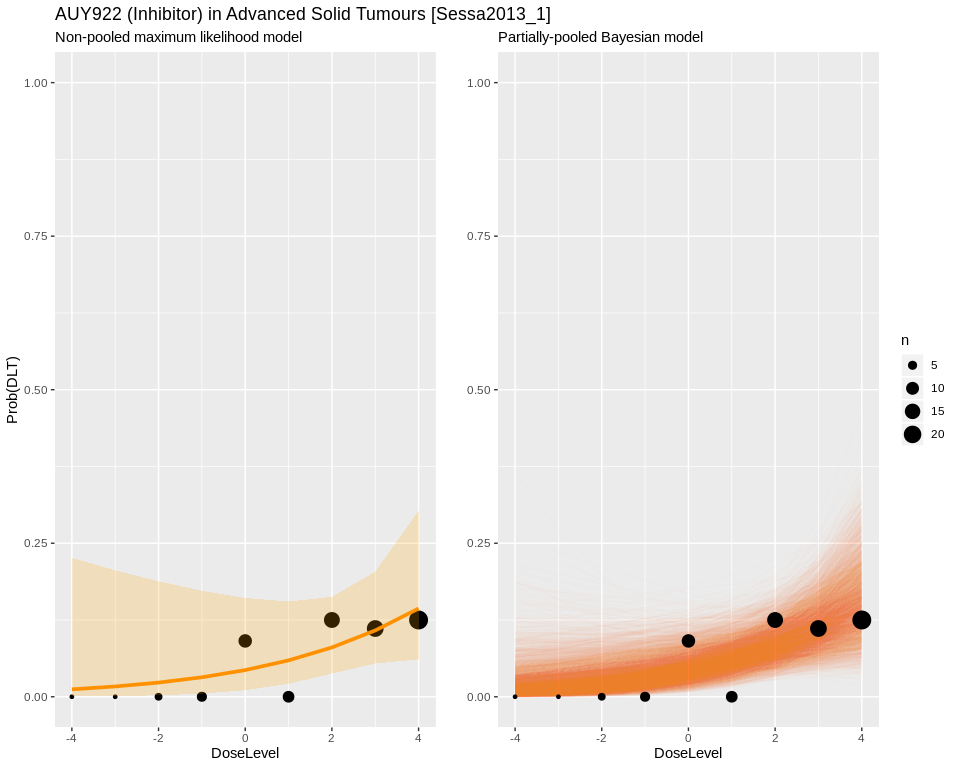 AUY922 (Inhibitor) in Advanced Solid Tumours [Sessa2013_1]
Non-pooled maximum likelihood model
Partially-pooled Bayesian model
Prob(DLT)
1.00
0.75
0.50
0.25
0.00
-4 -2 0 2 4
DoseLevel
1.00
0.75
0.50
0.25
0.00
-4 -2 0 2 4
DoseLevel
n
5
10
15
20